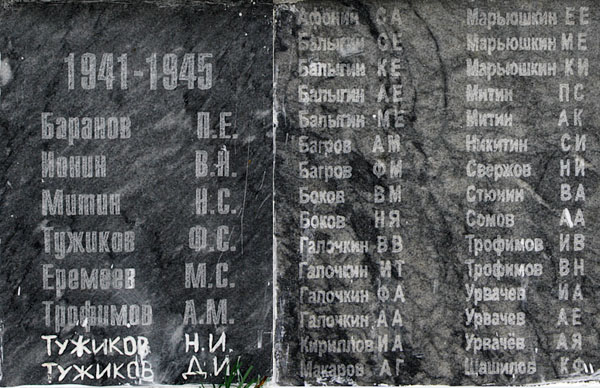 1941-1945
Баранов П.Е.
Ионин В.Я.
Митин Н.С.
Тужиков Ф.С.
Еремеев М.С.
Трофимов А.М.
Тужиков Н.И.
Тужиков Д.И.
Афонин С А
Балыгин С Е
Балыгин К Е
Балыгин А Е
Балыгин М Е
Багров А М
Багров Ф М
Боков В М
Боков Н Я
Галочкин В В
Галочкин И Т
Галочкин Ф А
Галочкин А А
Кириллов И А
Макаров А Г
Марьюшкин Е Е
Марьюшкин М Е
Марьюшкин К И
Митин П С
Митин А К
Никитин С И
Свержов Н И
Стюнин В А
Сомов А А
Трофимов И В
Трофимов В Н
Урвачев И А
Урвачев А Е
Урвачев А Я
Щашилов К Ф